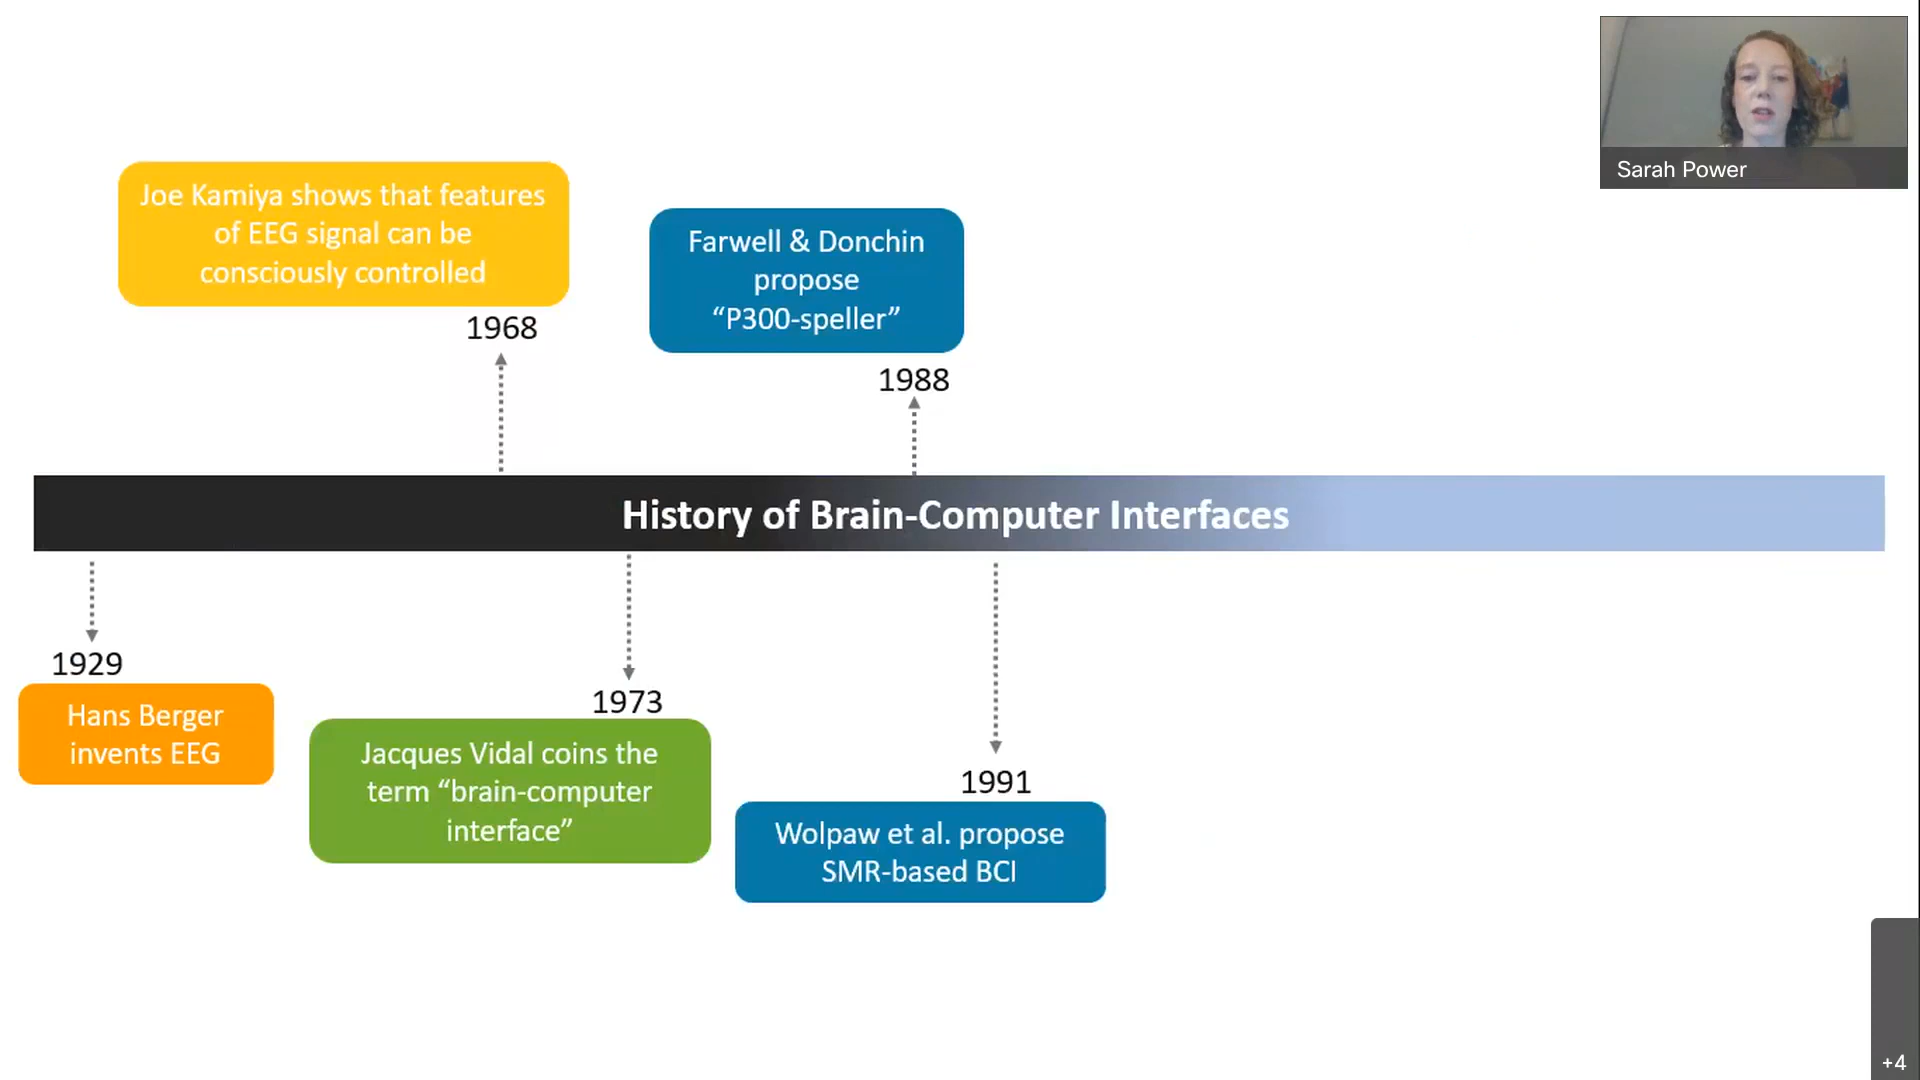 Sarah Power
Joe Kamiya shows that features
of EEG signal can be
consciously controlled
1968
Farwell & Donchin
propose
“P300-speller”
1988
History of Brain-Computer Interfaces
1929
Hans Berger
invents EEG
1973
Jacques Vidal coins the
term “brain-computer
interface”
1991
Wolpaw et al. propose
SMR-based BCI
+4